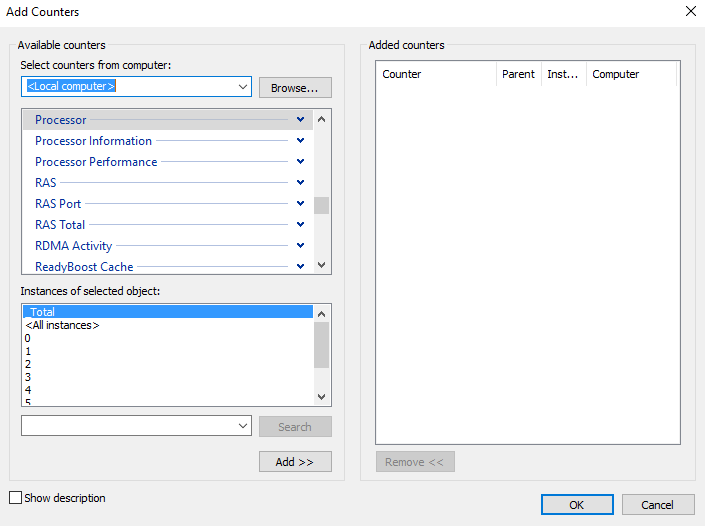 Add Counters
Available counters
Select counters from computer:
<Local computer>
Browse...
Processor
Processor Information
Processor Performance
RAS
RAS Port
RAS Total
RDMA Activity
ReadyBoost Cache
Instances of selected object:
_Total
<All instances>
0
1
2
3
4
5
Search
Add >>
Show description
Added counters
Counter Parent Inst... Computer
Remove <<
OK Cancel